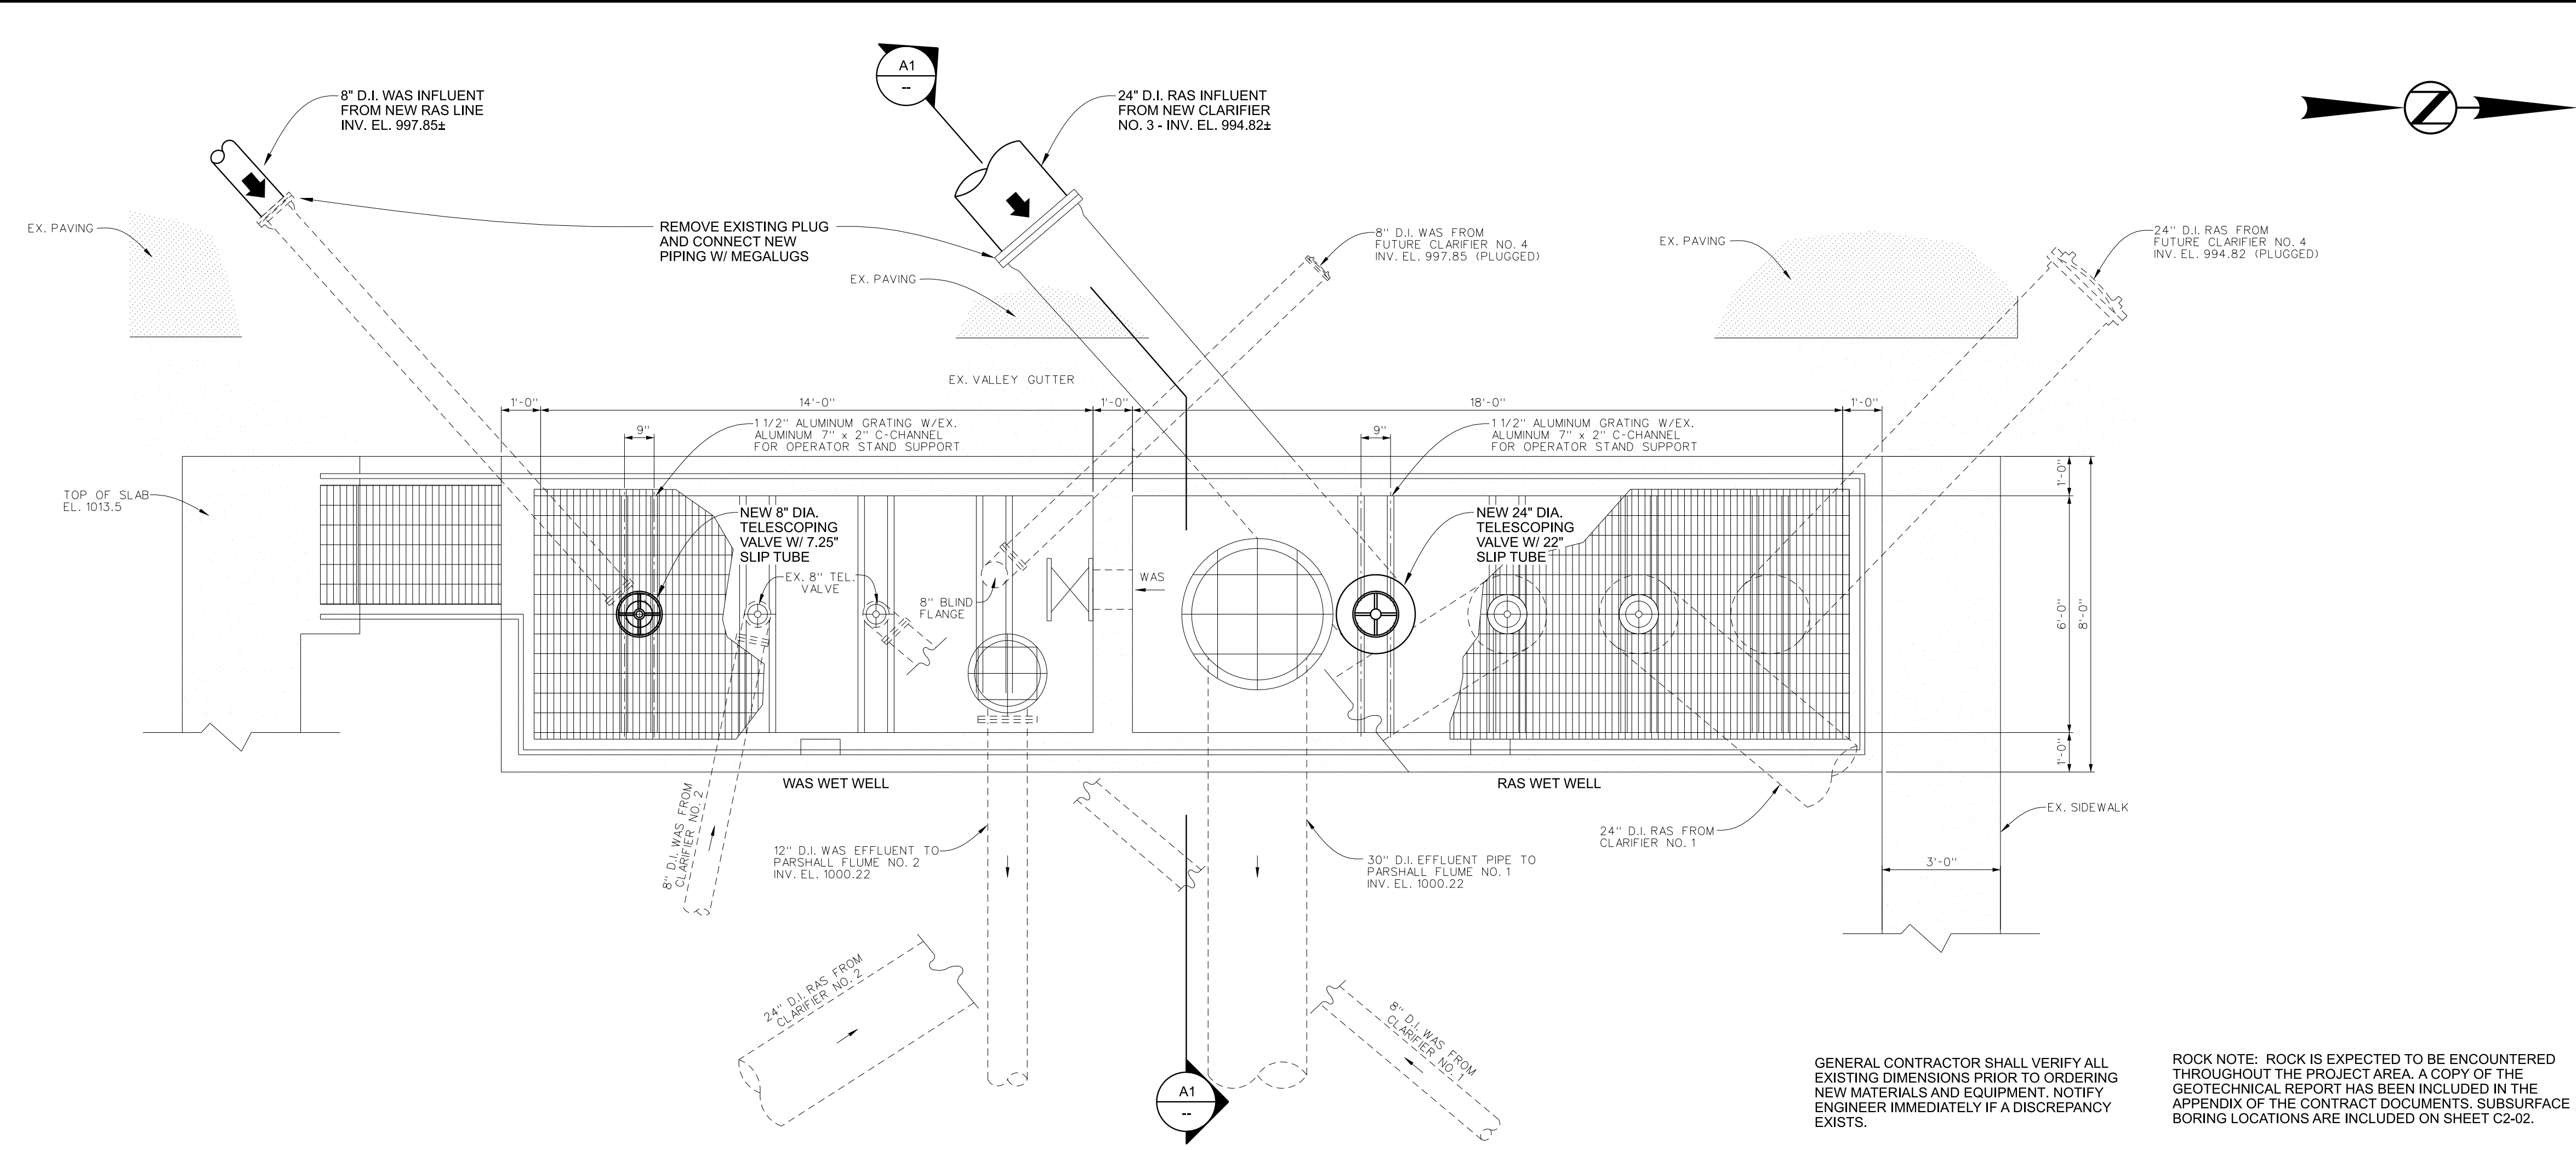 A1
--
8" D.I. WAS INFLUENT
FROM NEW RAS LINE
INV. EL. 997.85±
24" D.I. RAS INFLUENT
FROM NEW CLARIFIER
NO. 3 - INV. EL. 994.82±
Z
EX. PAVING
REMOVE EXISTING PLUG
AND CONNECT NEW
PIPING W/ MEGALUGS
8" D.I. WAS FROM
FUTURE CLARIFIER NO. 4
INV. EL. 997.85 (PLUGGED)
EX. PAVING
24" D.I. RAS FROM
FUTURE CLARIFIER NO. 4
INV. EL. 994.82 (PLUGGED)
EX. PAVING
EX. VALLEY GUTTER
1'-0"
14'-0"
1'-0"
18'-0"
1'-0"
9"
1 1/2" ALUMINUM GRATING W/EX.
ALUMINUM 7" x 2" C-CHANNEL
FOR OPERATOR STAND SUPPORT
9"
1 1/2" ALUMINUM GRATING W/EX.
ALUMINUM 7" x 2" C-CHANNEL
FOR OPERATOR STAND SUPPORT
TOP OF SLAB
EL. 1013.5
NEW 8" DIA.
TELESCOPING
VALVE W/ 7.25"
SLIP TUBE
NEW 24" DIA.
TELESCOPING
VALVE W/ 22"
SLIP TUBE
EX. 8" TEL.
VALVE
8" BLIND
FLANGE
WAS
1'-0"
6'-0"
8'-0"
1'-0"
WAS WET WELL
RAS WET WELL
8" D.I. WAS FROM
CLARIFIER NO. 2
12" D.I. WAS EFFLUENT TO
PARSHALL FLUME NO. 2
INV. EL. 1000.22
30" D.I. EFFLUENT PIPE TO
PARSHALL FLUME NO. 1
INV. EL. 1000.22
24" D.I. RAS FROM
CLARIFIER NO. 1
EX. SIDEWALK
3'-0"
24" D.I. RAS FROM
CLARIFIER NO. 2
8" D.I. WAS FROM
CLARIFIER NO. 1
A1
--
GENERAL CONTRACTOR SHALL VERIFY ALL
EXISTING DIMENSIONS PRIOR TO ORDERING
NEW MATERIALS AND EQUIPMENT. NOTIFY
ENGINEER IMMEDIATELY IF A DISCREPANCY
EXISTS.
ROCK NOTE: ROCK IS EXPECTED TO BE ENCOUNTERED
THROUGHOUT THE PROJECT AREA. A COPY OF THE
GEOTECHNICAL REPORT HAS BEEN INCLUDED IN THE
APPENDIX OF THE CONTRACT DOCUMENTS. SUBSURFACE
BORING LOCATIONS ARE INCLUDED ON SHEET C2-02.